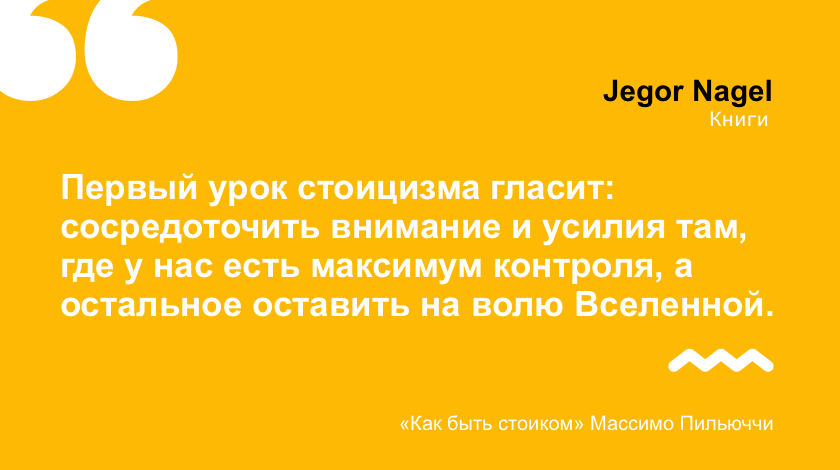 Jegor Nagel
Книги
Первый урок стоицизма гласит:
сосредоточить внимание и усилия там,
где у нас есть максимум контроля, а
остальное оставить на волю Вселенной.
«Как быть стоиком» Массимо Пильюччи